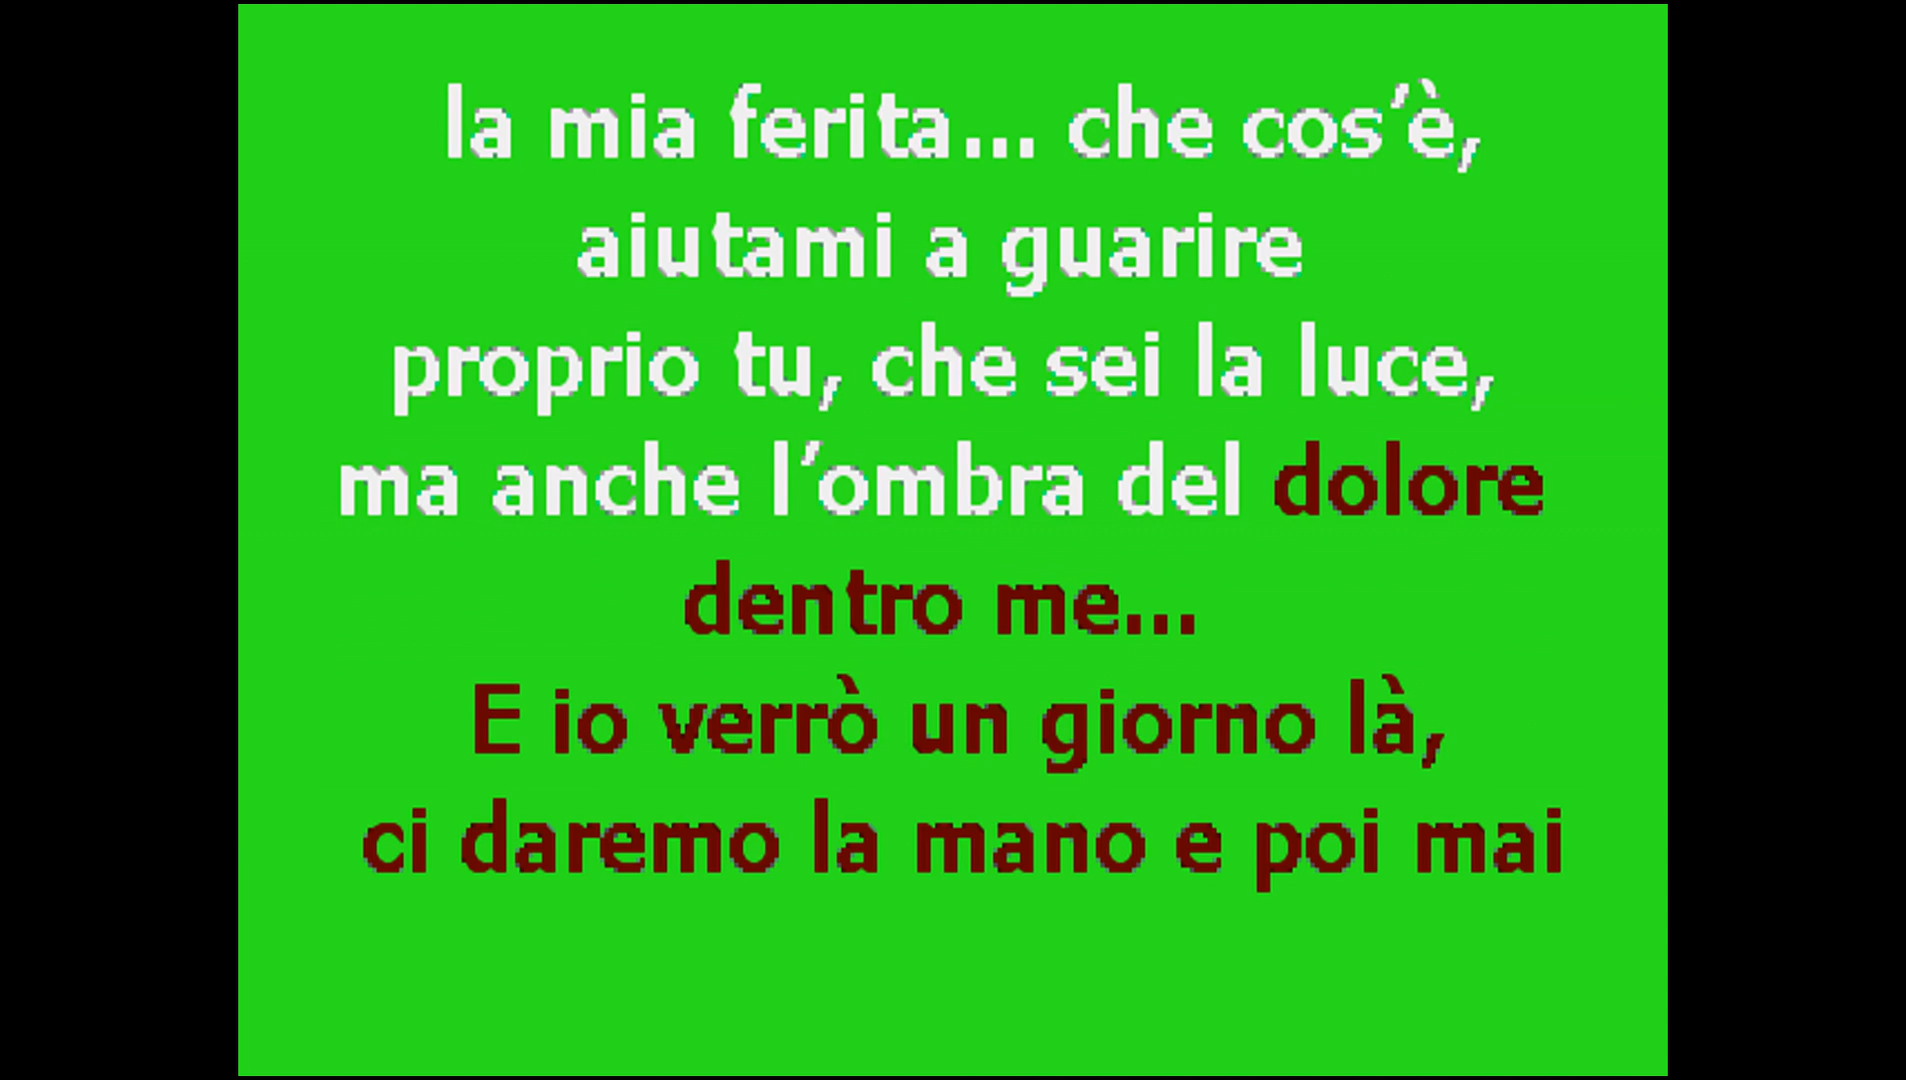 la mia ferita... che cos’è,
aiutami a guarire
proprio tu, che sei la luce,
ma anche l’ombra del dolore
dentro me...
E io verrò un giorno là,
ci daremo la mano e poi mai